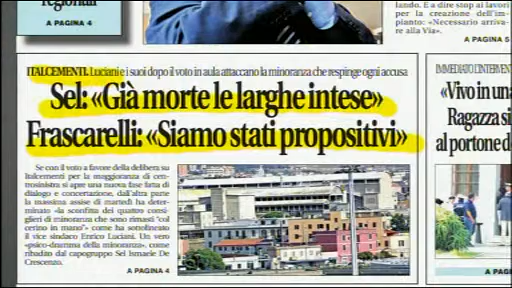 regionali
A PAGINA 4
lando. E a dire stop ai lavori
per la creazione dell'im-
pianto: «Necessario arriva-
re alla Via».
A PAGINA 5
ITALCEMENTI. Luciani e i suoi dopo il voto in aula attaccano la minoranza che respinge ogni accusa
Sel: «Già morte le larghe intese»
Frascarelli: «Siamo stati propositivi»
Se con il voto a favore della delibera su
Italcementi per la maggioranza di cen-
trosinistra si apre una nuova fase fatta di
dialogo e concertazione, dall'altra parte
la massima assise di martedì ha deter-
minato «la sconfitta dei quattro consi-
glieri di minoranza che sono rimasti "col
cerino in mano"» come ha sottolineato
il vice sindaco Enrico Luciani. Un vero
«psico-dramma della minoranza», come
ribadito dal capogruppo Sel Ismaele De
Crescenzo.
A PAGINA 4
IMMEDIATO L'INTERV
«Vivo in una
Ragazza si
al portone d